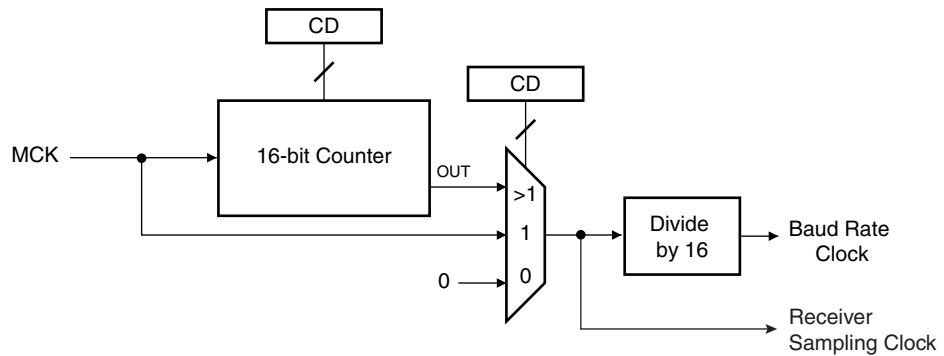 CD
CD
MCK
16-bit Counter
OUT
>1
1
0
0
Divide
by 16
Baud Rate
Clock
Receiver
Sampling Clock